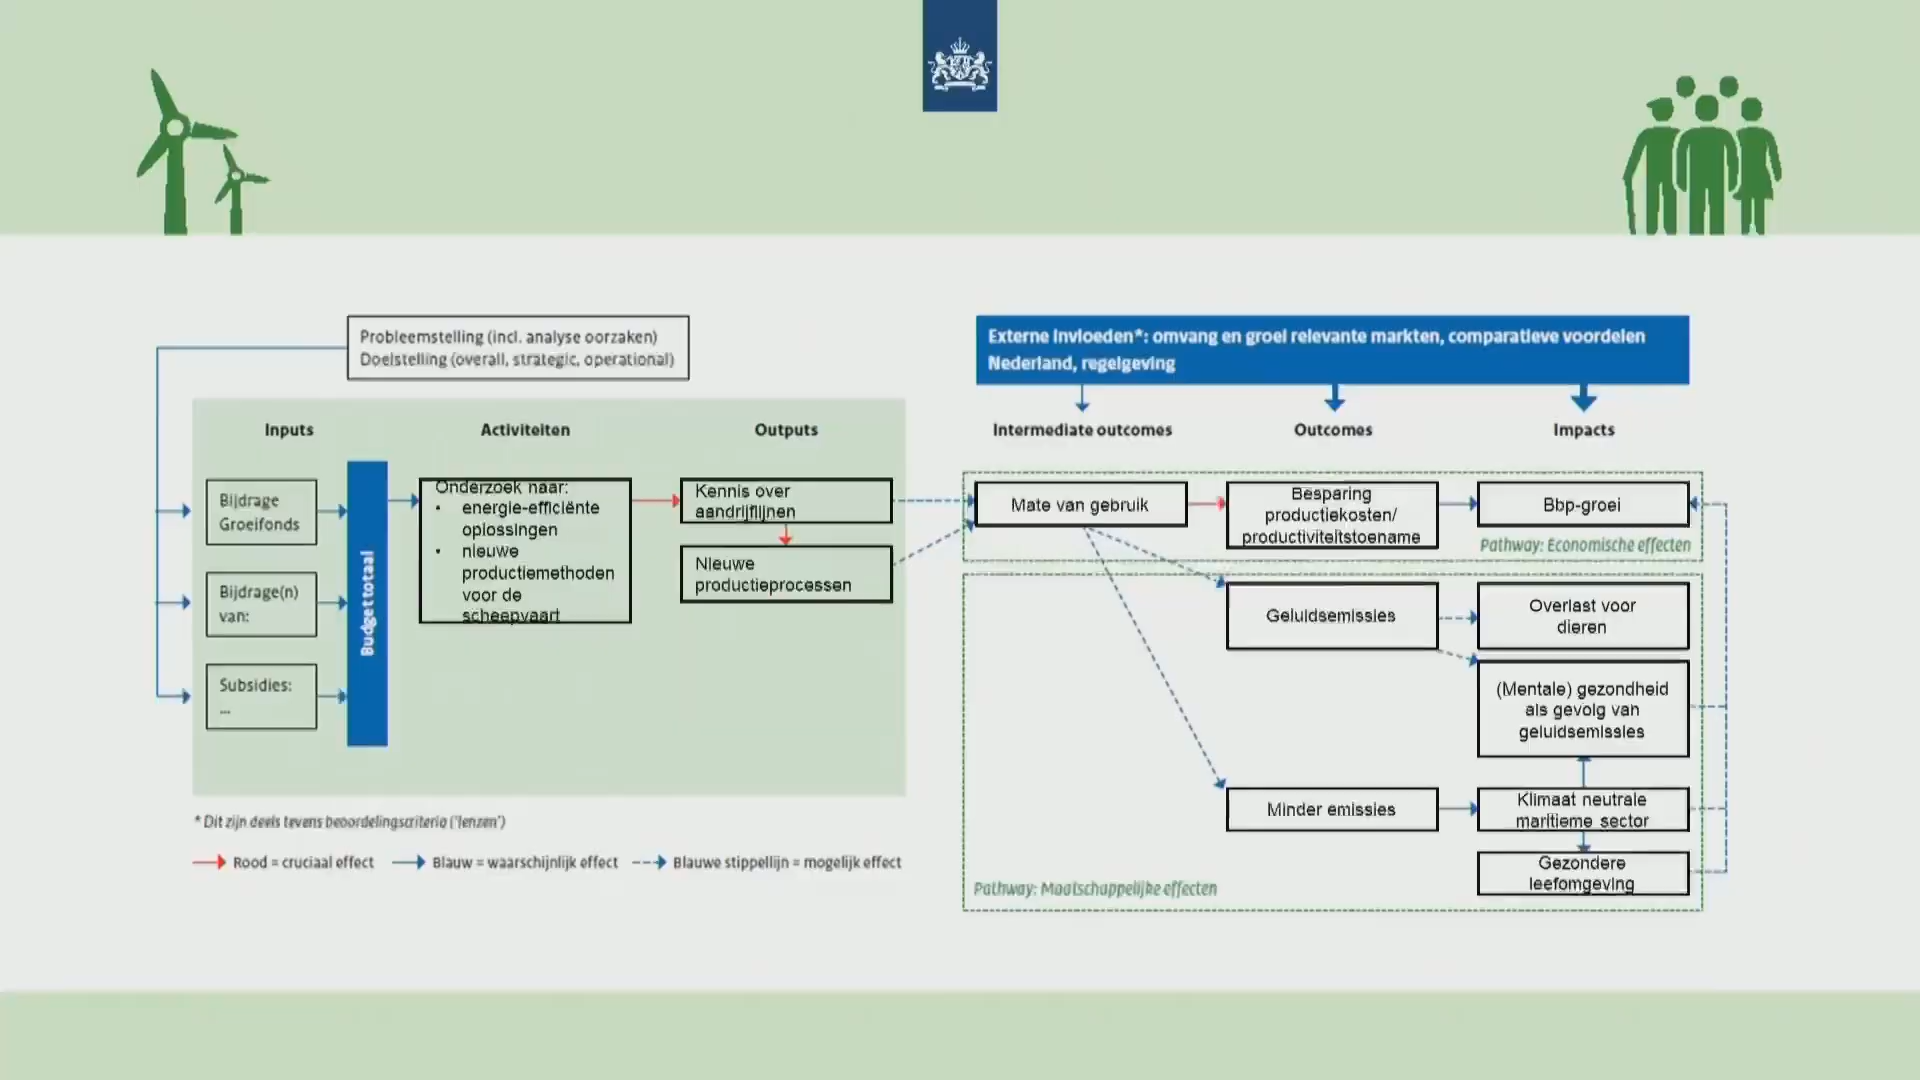 Probleemstelling (incl. analyse oorzaken)
Doelstelling (overall, strategic, operational)
Externe invloeden*: omvang en groei relevante markten, comparatieve voordelen
Nederland, regelgeving
Inputs
Activiteiten
Outputs
Intermediate outcomes
Outcomes
Impacts
Bijdrage
Groeifonds
Bijdrage(n)
van:
Subsidies:
...
Budget totaal
Onderzoek naar:
• energie-efficiënte
oplossingen
• nieuwe
productiemethoden
voor de
scheepvaart
Kennis over
aandrijflijnen
Nieuwe
productieprocessen
Mate van gebruik
Besparing
productiekosten/
productiviteitstoename
Bbp-groei
Pathway: Economische effecten
Geluidsemissies
Overlast voor
dieren
(Mentale) gezondheid
als gevolg van
geluidsemissies
Minder emissies
Klimaat neutrale
maritieme sector
Gezondere
leefomgeving
Pathway: Maatschappelijke effecten
* Dit zijn deels tevens beoordelingscriteria ('lenzen')
Rood = cruciaal effect
Blauw = waarschijnlijk effect
Blauwe stippellijn = mogelijk effect